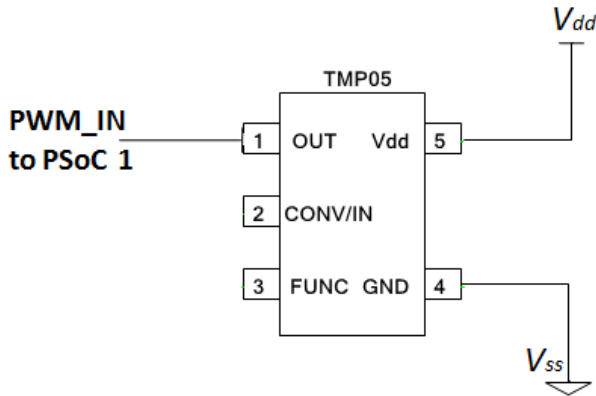 Vdd
TMP05
PWM_IN
to PSoC 1
1 OUT Vdd 5
2 CONV/IN
3 FUNC GND 4
Vss